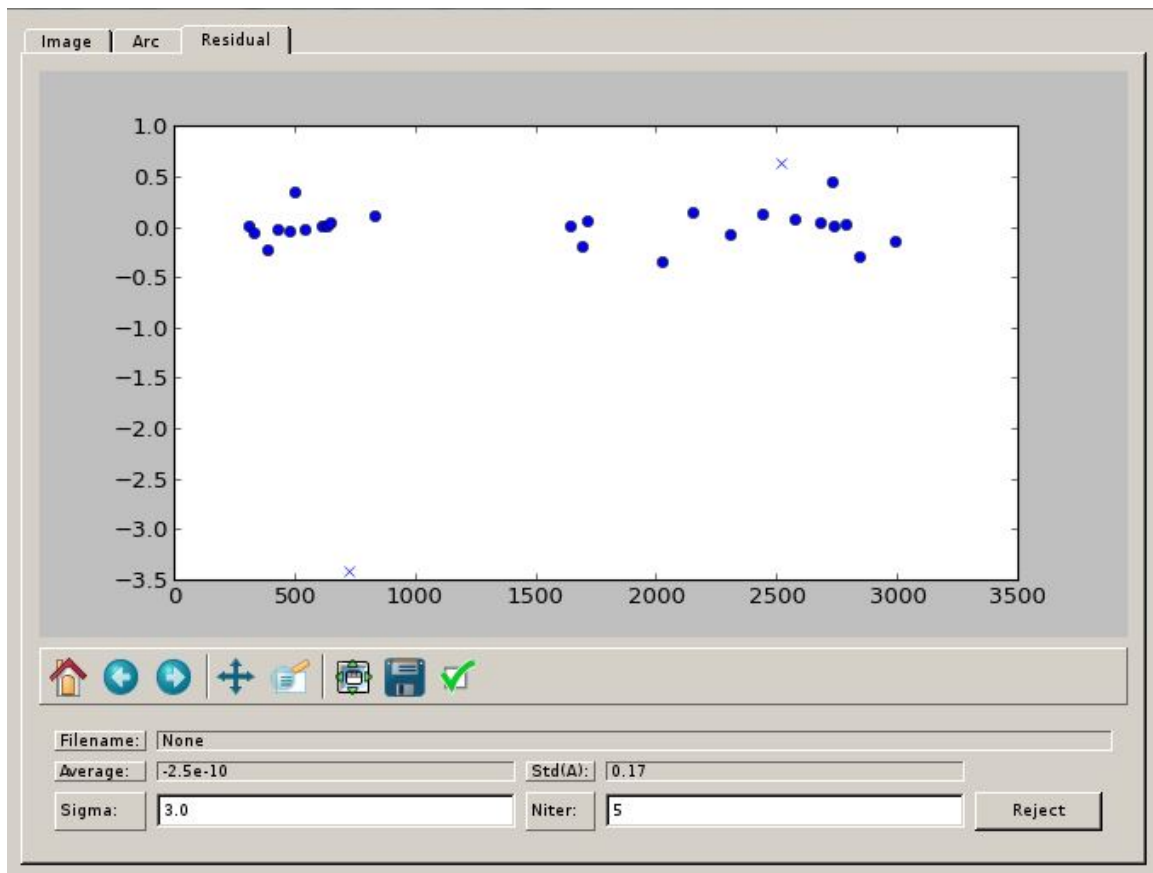 Image Arc Residual
1.0
0.5
0.0
−0.5
−1.0
−1.5
−2.0
−2.5
−3.0
−3.5
0 500 1000 1500 2000 2500 3000 3500
Filename: None
Average: -2.5e-10 Std(A): 0.17
Sigma: 3.0 Niter: 5 Reject